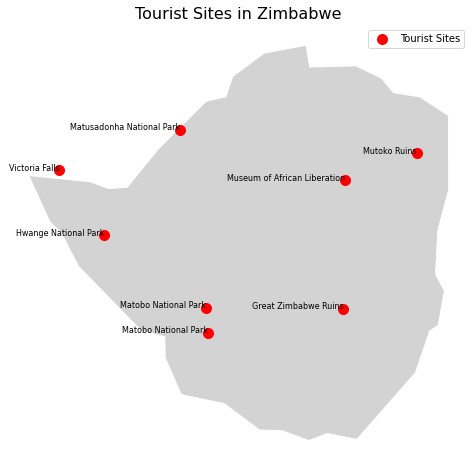 Tourist Sites in Zimbabwe
Tourist Sites
Matusadonha National Park
Mutoko Ruins
Victoria Falls
Museum of African Liberation
Hwange National Park
Matobo National Park
Great Zimbabwe Ruins
Matobo National Park